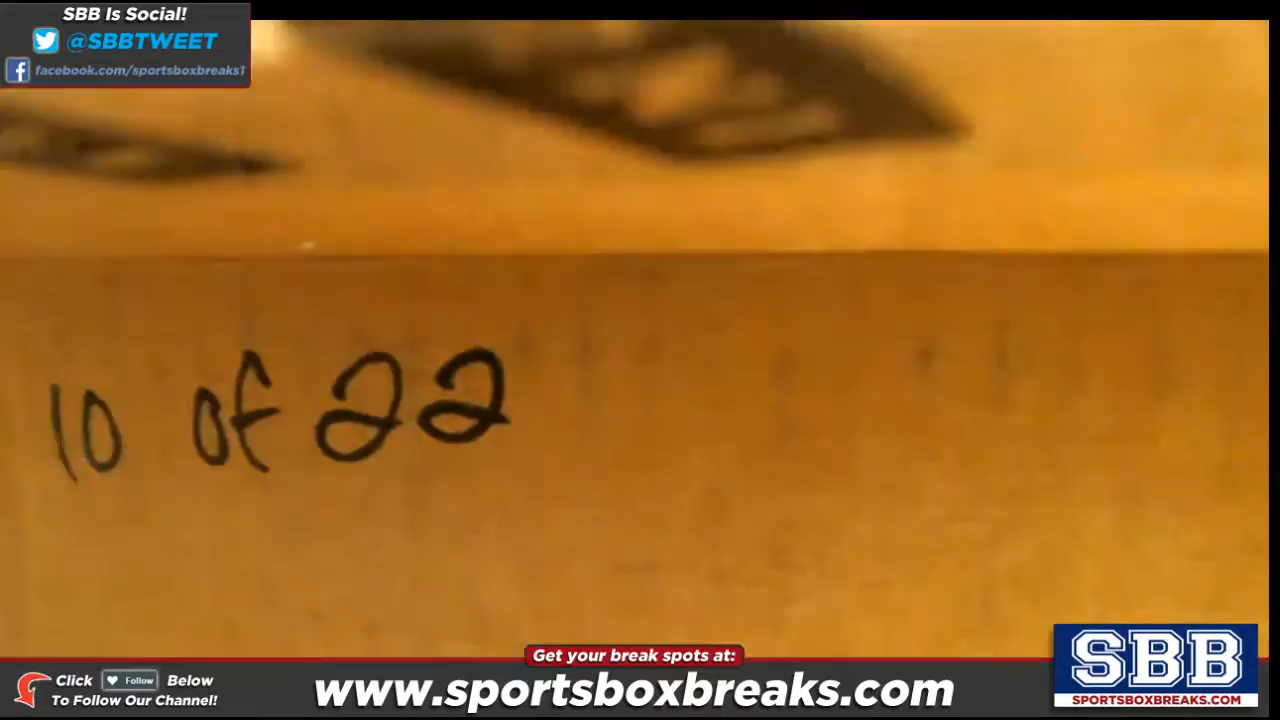 SBB Is Social!
@SBBTWEET
facebook.com/sportsboxbreaks1
10 of 22
Get your break spots at:
www.sportsboxbreaks.com
Click Follow Below
To Follow Our Channel!
SBB
SPORTSBOXBREAKS.COM